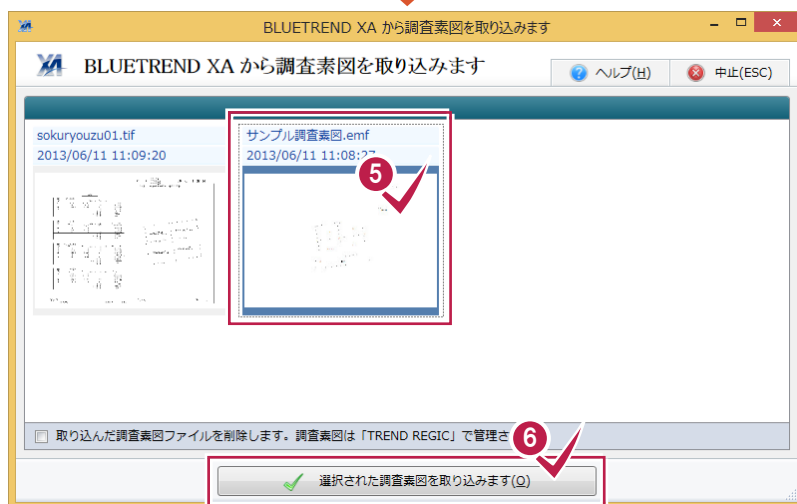 BLUETREND XA から調査素図を取り込みます
XA BLUETREND XA から調査素図を取り込みます
ヘルプ(H) 中止(ESC)
sokuryouzu01.tif
2013/06/11 11:09:20
サンプル調査素図.emf
2013/06/11 11:08:27
5
取り込んだ調査素図ファイルを削除します。調査素図は「TREND REGIC」で管理さ
6
選択された調査素図を取り込みます(O)